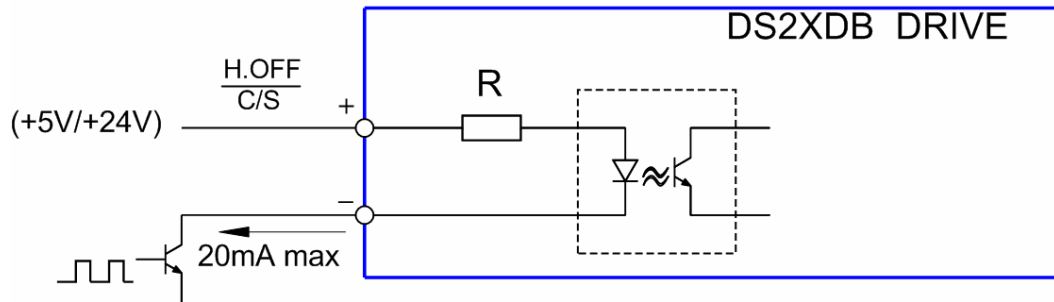 DS2XDB DRIVE
H.OFF
C/S
R
+
(+5V/+24V)
−
20mA max